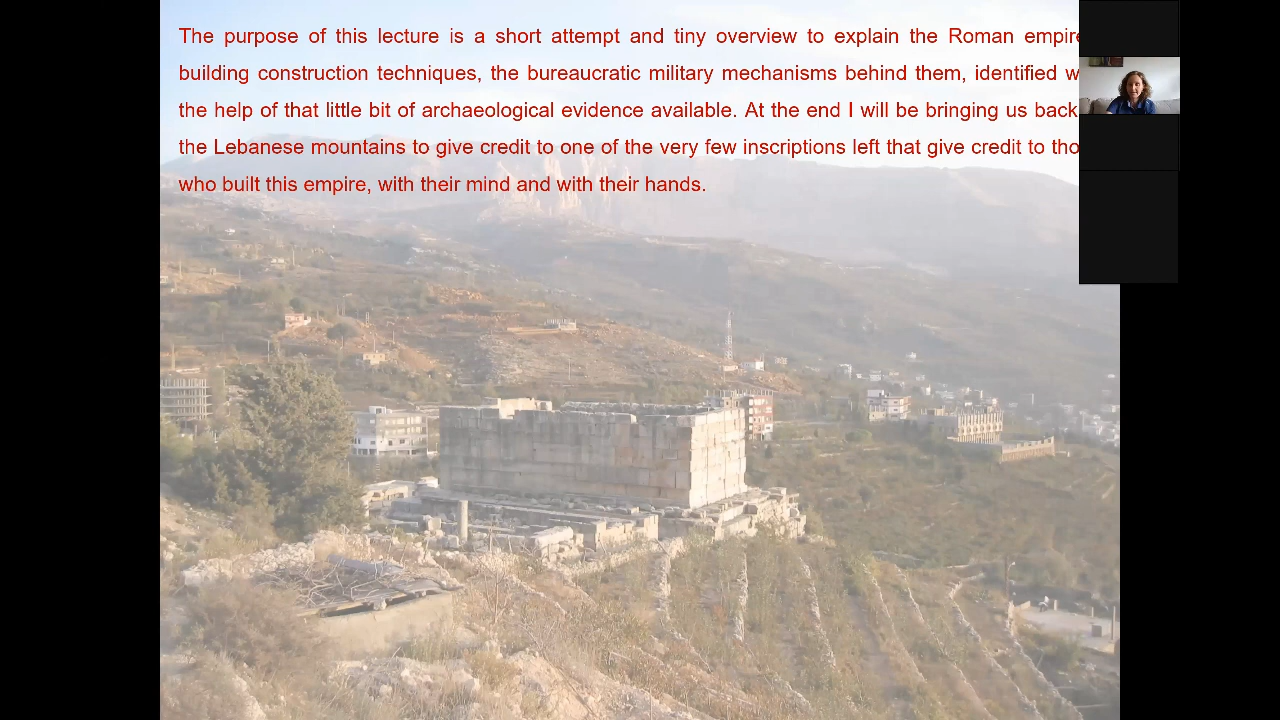 The purpose of this lecture is a short attempt and tiny overview to explain the Roman empire
building construction techniques, the bureaucratic military mechanisms behind them, identified w
the help of that little bit of archaeological evidence available. At the end I will be bringing us back
the Lebanese mountains to give credit to one of the very few inscriptions left that give credit to tho
who built this empire, with their mind and with their hands.